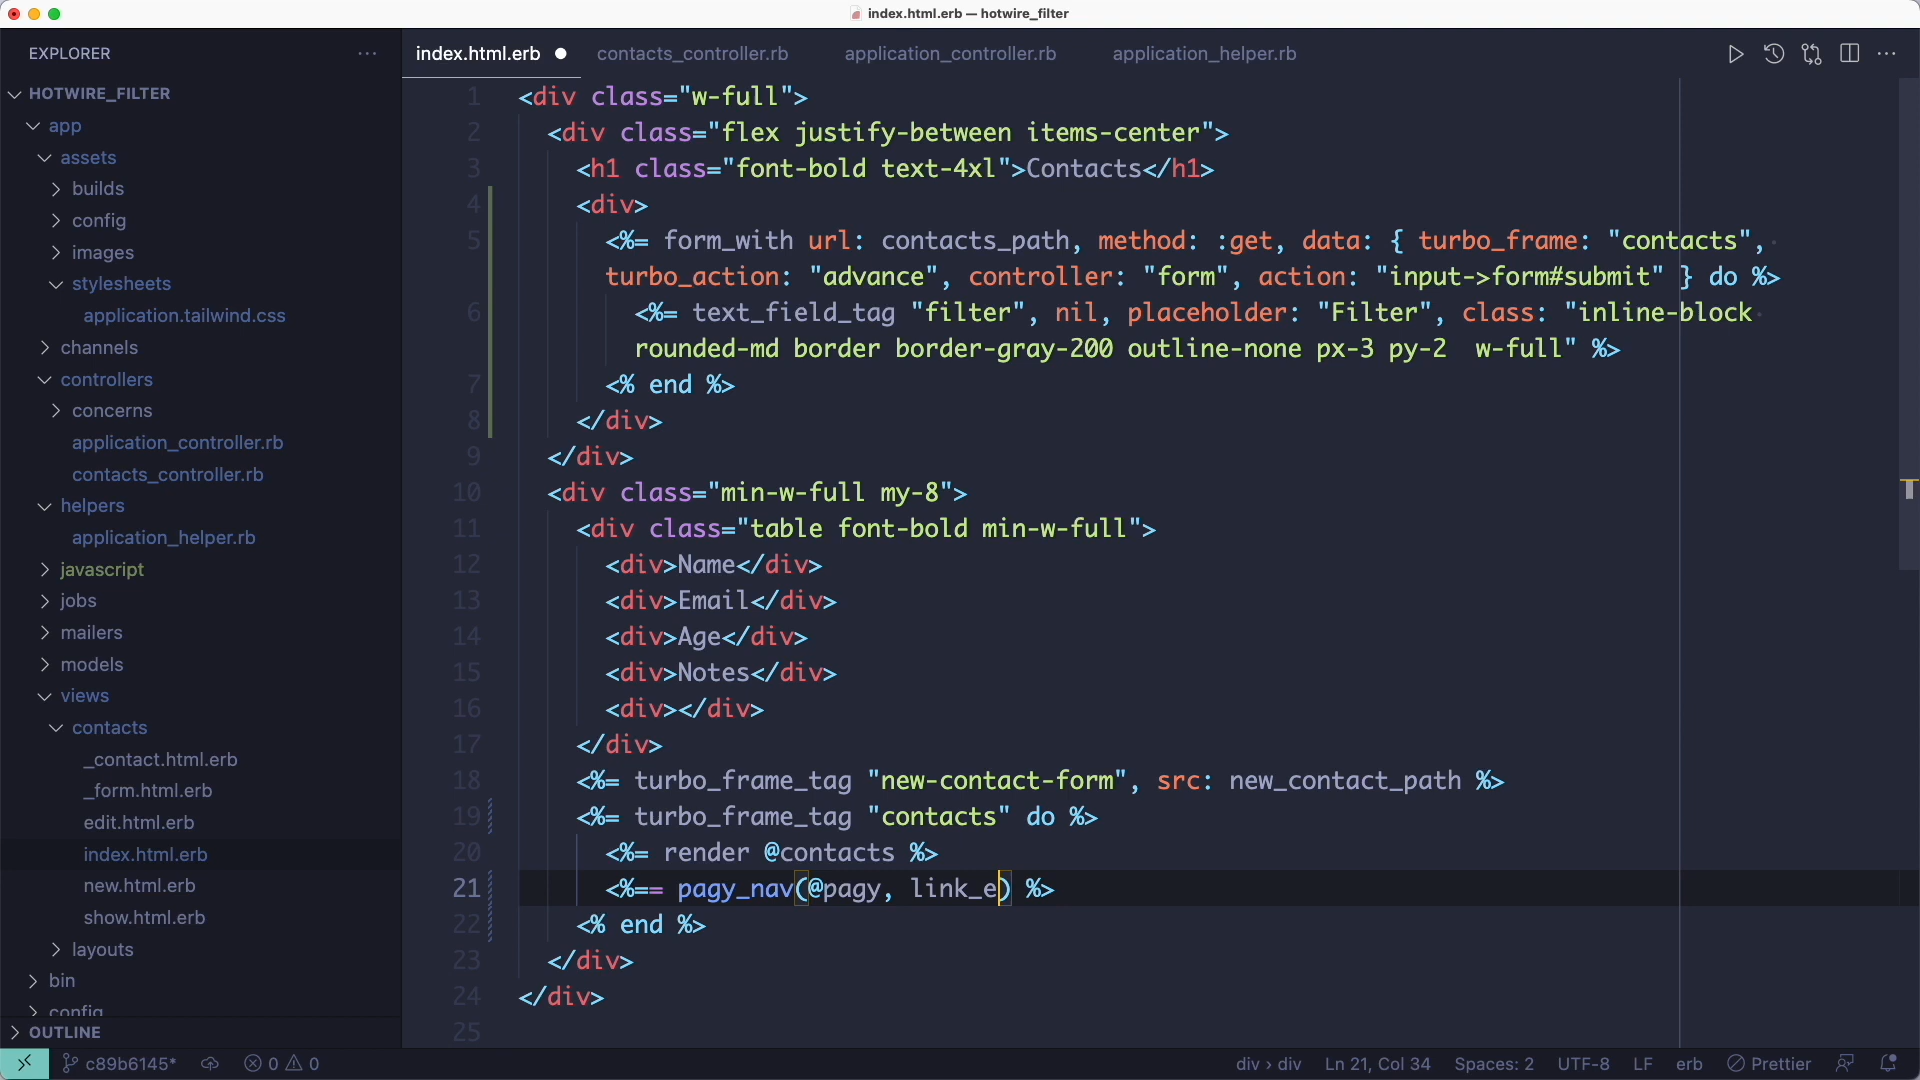 index.html.erb — hotwire_filter
EXPLORER
index.html.erb
contacts_controller.rb
application_controller.rb
application_helper.rb
HOTWIRE_FILTER
app
assets
builds
config
images
stylesheets
application.tailwind.css
channels
controllers
concerns
application_controller.rb
contacts_controller.rb
helpers
application_helper.rb
javascript
jobs
mailers
models
views
contacts
_contact.html.erb
_form.html.erb
edit.html.erb
index.html.erb
new.html.erb
show.html.erb
layouts
bin
config
OUTLINE
1 <div class="w-full">
2 <div class="flex justify-between items-center">
3 <h1 class="font-bold text-4xl">Contacts</h1>
4 <div>
5 <%= form_with url: contacts_path, method: :get, data: { turbo_frame: "contacts",
turbo_action: "advance", controller: "form", action: "input->form#submit" } do %>
6 <%= text_field_tag "filter", nil, placeholder: "Filter", class: "inline-block
rounded-md border border-gray-200 outline-none px-3 py-2  w-full" %>
7 <% end %>
8 </div>
9 </div>
10 <div class="min-w-full my-8">
11 <div class="table font-bold min-w-full">
12 <div>Name</div>
13 <div>Email</div>
14 <div>Age</div>
15 <div>Notes</div>
16 <div></div>
17 </div>
18 <%= turbo_frame_tag "new-contact-form", src: new_contact_path %>
19 <%= turbo_frame_tag "contacts" do %>
20 <%= render @contacts %>
21 <%== pagy_nav(@pagy, link_e) %>
22 <% end %>
23 </div>
24 </div>
25
c89b6145* 0 0 div › div Ln 21, Col 34 Spaces: 2 UTF-8 LF erb Prettier